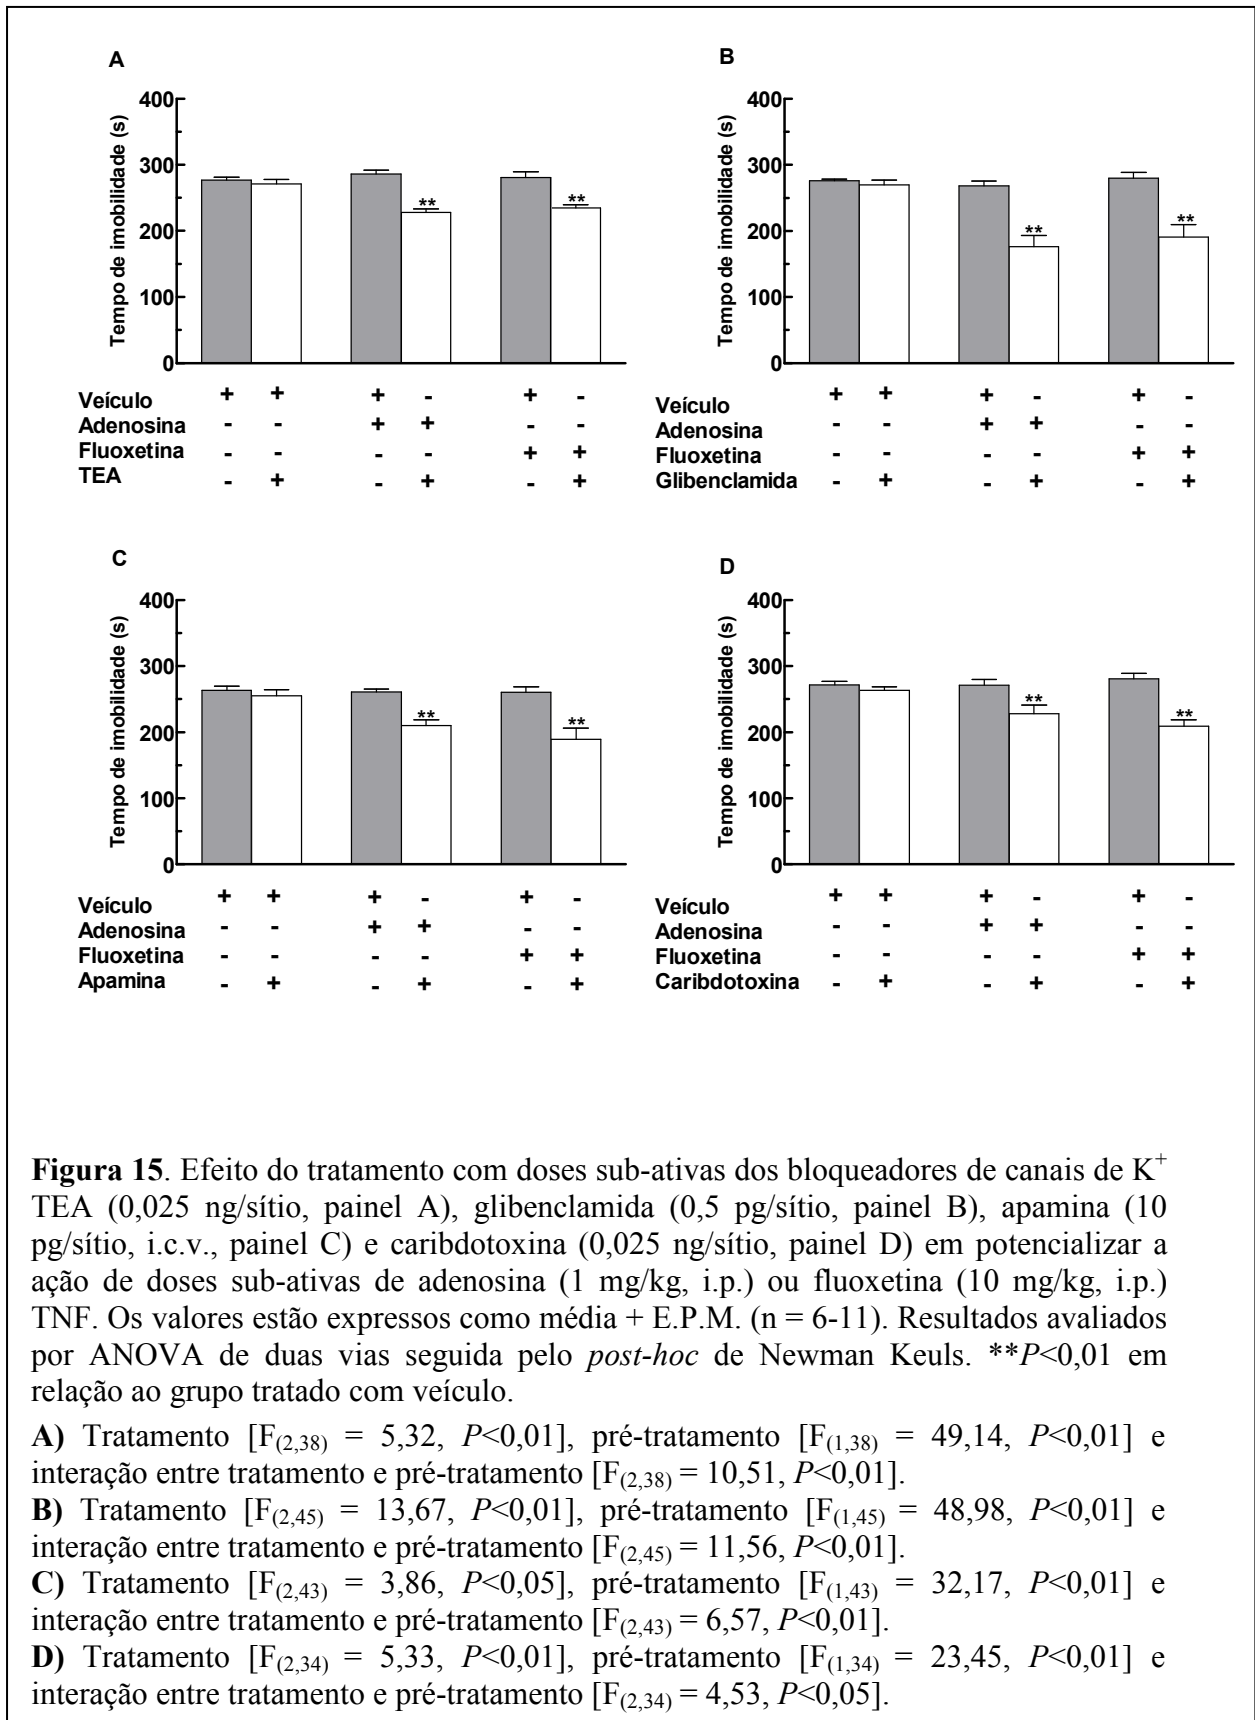 A
Tempo de imobilidade (s)
400
300
200
100
0
** **
Veículo + + + - + -
Adenosina - - + + - -
Fluoxetina - - - - + +
TEA - + - + - +
B
Tempo de imobilidade (s)
400
300
200
100
0
** **
Veículo + + + - + -
Adenosina - - + + - -
Fluoxetina - - - - + +
Glibenclamida - + - + - +
C
Tempo de imobilidade (s)
400
300
200
100
0
** **
Veículo + + + - + -
Adenosina - - + + - -
Fluoxetina - - - - + +
Apamina - + - + - +
D
Tempo de imobilidade (s)
400
300
200
100
0
** **
Veículo + + + - + -
Adenosina - - + + - -
Fluoxetina - - - - + +
Caribdotoxina - + - + - +
Figura 15. Efeito do tratamento com doses sub-ativas dos bloqueadores de canais de K⁺
TEA (0,025 ng/sítio, painel A), glibenclamida (0,5 pg/sítio, painel B), apamina (10
pg/sítio, i.c.v., painel C) e caribdotoxina (0,025 ng/sítio, painel D) em potencializar a
ação de doses sub-ativas de adenosina (1 mg/kg, i.p.) ou fluoxetina (10 mg/kg, i.p.)
TNF. Os valores estão expressos como média + E.P.M. (n = 6-11). Resultados avaliados
por ANOVA de duas vias seguida pelo post-hoc de Newman Keuls. **P<0,01 em
relação ao grupo tratado com veículo.
A) Tratamento [F(2,38) = 5,32, P<0,01], pré-tratamento [F(1,38) = 49,14, P<0,01] e
interação entre tratamento e pré-tratamento [F(2,38) = 10,51, P<0,01].
B) Tratamento [F(2,45) = 13,67, P<0,01], pré-tratamento [F(1,45) = 48,98, P<0,01] e
interação entre tratamento e pré-tratamento [F(2,45) = 11,56, P<0,01].
C) Tratamento [F(2,43) = 3,86, P<0,05], pré-tratamento [F(1,43) = 32,17, P<0,01] e
interação entre tratamento e pré-tratamento [F(2,43) = 6,57, P<0,01].
D) Tratamento [F(2,34) = 5,33, P<0,01], pré-tratamento [F(1,34) = 23,45, P<0,01] e
interação entre tratamento e pré-tratamento [F(2,34) = 4,53, P<0,05].